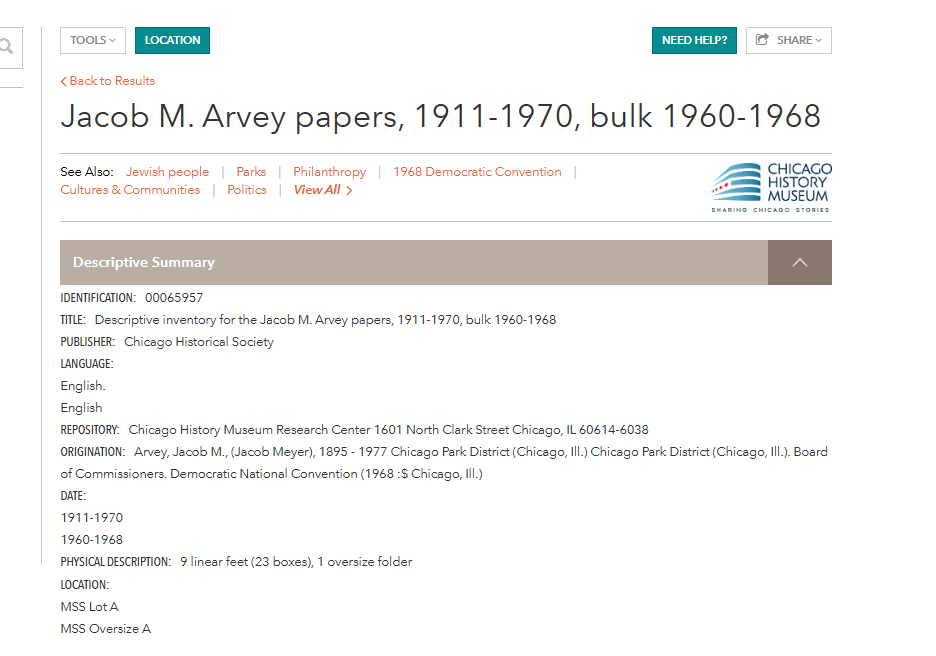 TOOLS
LOCATION
NEED HELP?
SHARE
Back to Results
Jacob M. Arvey papers, 1911-1970, bulk 1960-1968
See Also: Jewish people | Parks | Philanthropy | 1968 Democratic Convention |
Cultures & Communities | Politics | View All
CHICAGO
HISTORY
MUSEUM
SHARING CHICAGO STORIES
Descriptive Summary
IDENTIFICATION: 00065957
TITLE: Descriptive inventory for the Jacob M. Arvey papers, 1911-1970, bulk 1960-1968
PUBLISHER: Chicago Historical Society
LANGUAGE:
English.
English
REPOSITORY: Chicago History Museum Research Center 1601 North Clark Street Chicago, IL 60614-6038
ORIGINATION: Arvey, Jacob M., (Jacob Meyer), 1895 - 1977 Chicago Park District (Chicago, Ill.) Chicago Park District (Chicago, Ill.). Board
of Commissioners. Democratic National Convention (1968 :$ Chicago, Ill.)
DATE:
1911-1970
1960-1968
PHYSICAL DESCRIPTION: 9 linear feet (23 boxes), 1 oversize folder
LOCATION:
MSS Lot A
MSS Oversize A